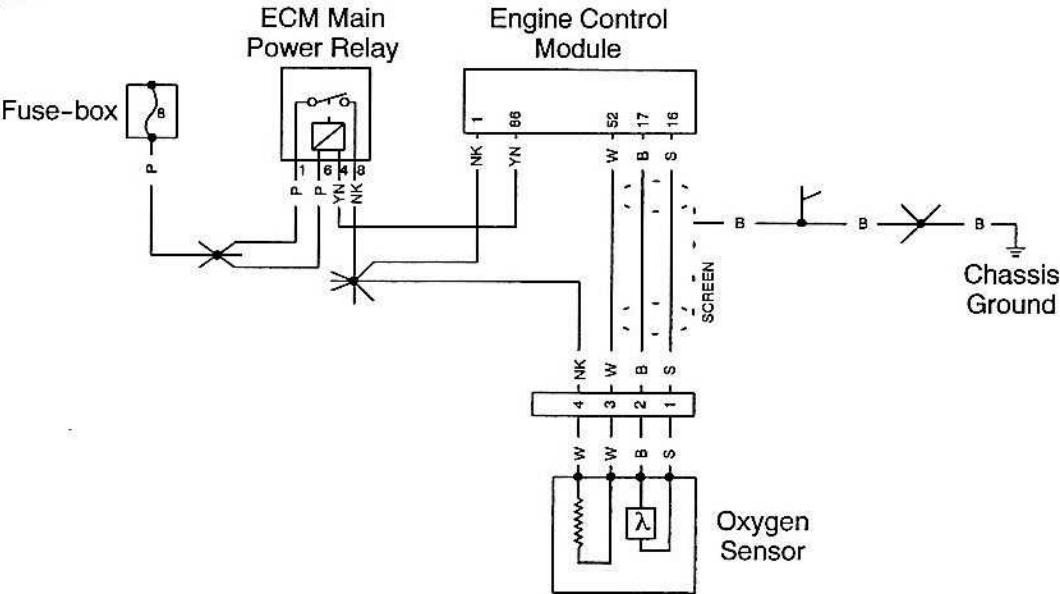 ECM Main
Power Relay
Engine Control
Module
Fuse-box
8
1 86 52 17 16
P
NK YN W B S
1 6 4 8
P P YN NK
B B B
SCREEN
Chassis
Ground
NK W B S
4 3 2 1
W W B S
λ
Oxygen
Sensor